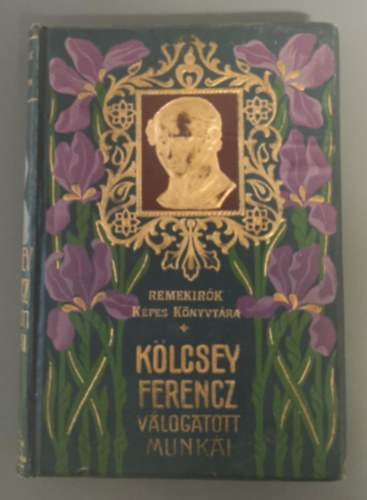 REMEKIRÓK
KÉPES KÖNYVTÁRA
KÖLCSEY
FERENCZ
VÁLOGATOTT
MUNKÁI